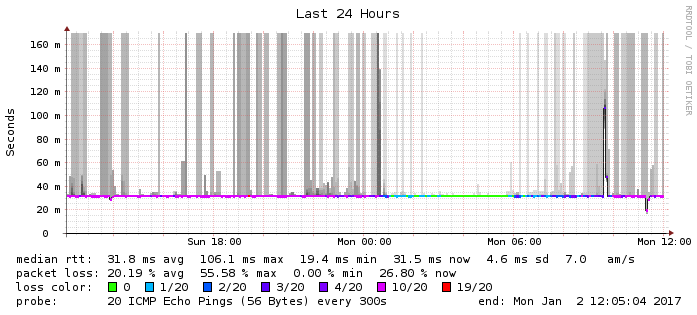 Last 24 Hours
RRDTOOL / TOBI OETIKER
Seconds
160 m
140 m
120 m
100 m
80 m
60 m
40 m
20 m
0
Sun 18:00 Mon 00:00 Mon 06:00 Mon 12:00
median rtt: 31.8 ms avg 106.1 ms max 19.4 ms min 31.5 ms now 4.6 ms sd 7.0 am/s
packet loss: 20.19 % avg 55.58 % max 0.00 % min 26.80 % now
loss color: 0 1/20 2/20 3/20 4/20 10/20 19/20
probe: 20 ICMP Echo Pings (56 Bytes) every 300s end: Mon Jan 2 12:05:04 2017